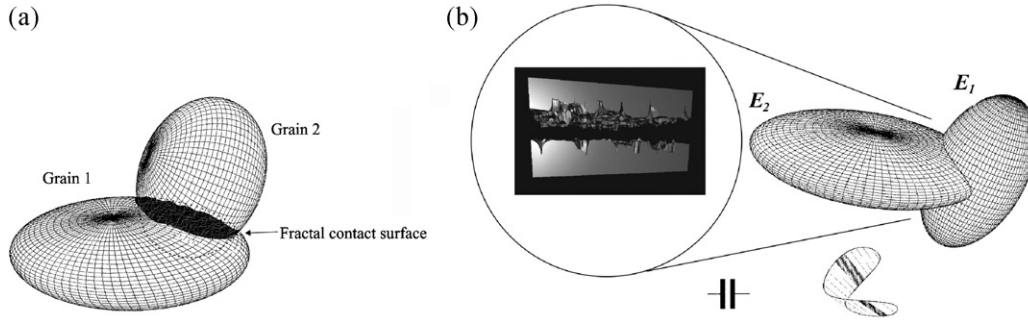 (a)
Grain 2
Grain 1
Fractal contact surface
(b)
E₁
E₂